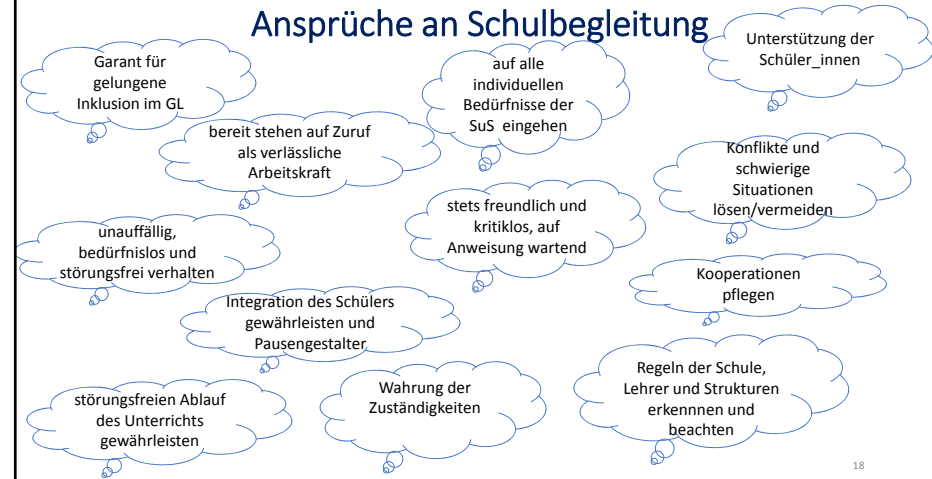 Ansprüche an Schulbegleitung
Garant für
gelungene
Inklusion im GL
auf alle
individuellen
Bedürfnisse der
SuS eingehen
Unterstützung der
Schüler_innen
bereit stehen auf Zuruf
als verlässliche
Arbeitskraft
Konflikte und
schwierige
Situationen
lösen/vermeiden
unauffällig,
bedürfnislos und
störungsfrei verhalten
stets freundlich und
kritiklos, auf
Anweisung wartend
Kooperationen
pflegen
Integration des Schülers
gewährleisten und
Pausengestalter
störungsfreien Ablauf
des Unterrichts
gewährleisten
Wahrung der
Zuständigkeiten
Regeln der Schule,
Lehrer und Strukturen
erkennnen und
beachten
18